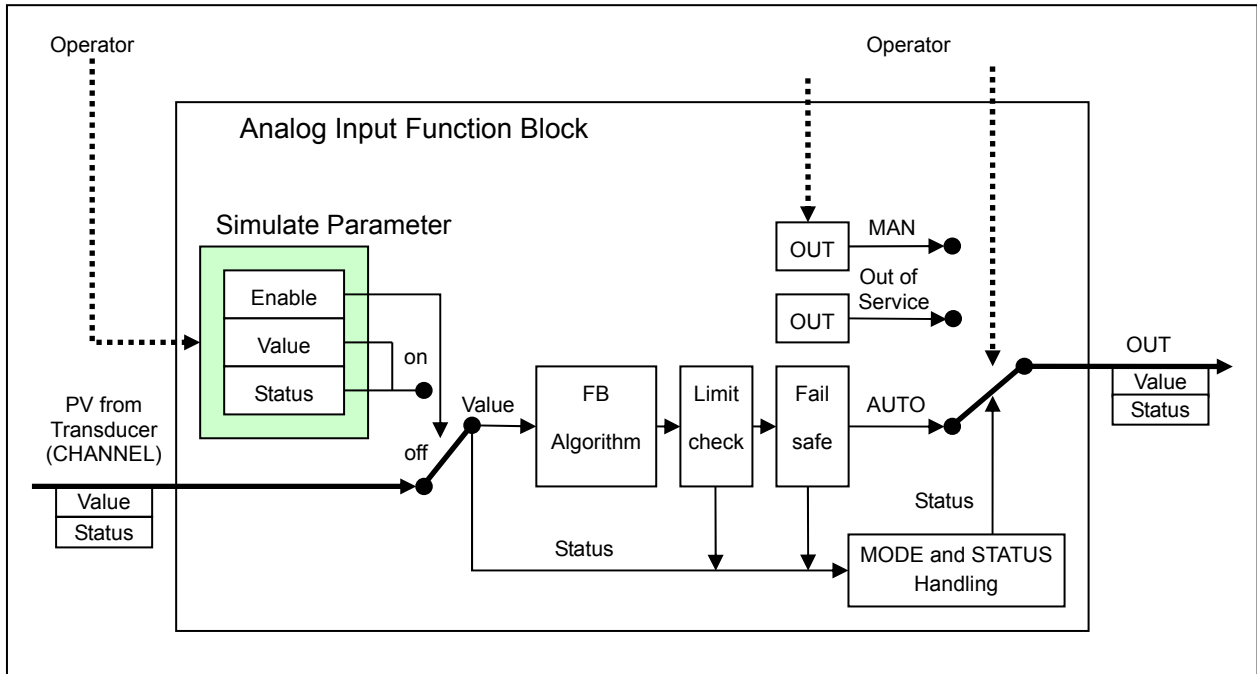 Operator
Operator
Analog Input Function Block
Simulate Parameter
Enable
Value
Status
on
off
PV from
Transducer
(CHANNEL)
Value
Status
Value
FB
Algorithm
Limit
check
Fail
safe
OUT
MAN
OUT
Out of
Service
AUTO
OUT
Value
Status
Status
Status
MODE and STATUS
Handling